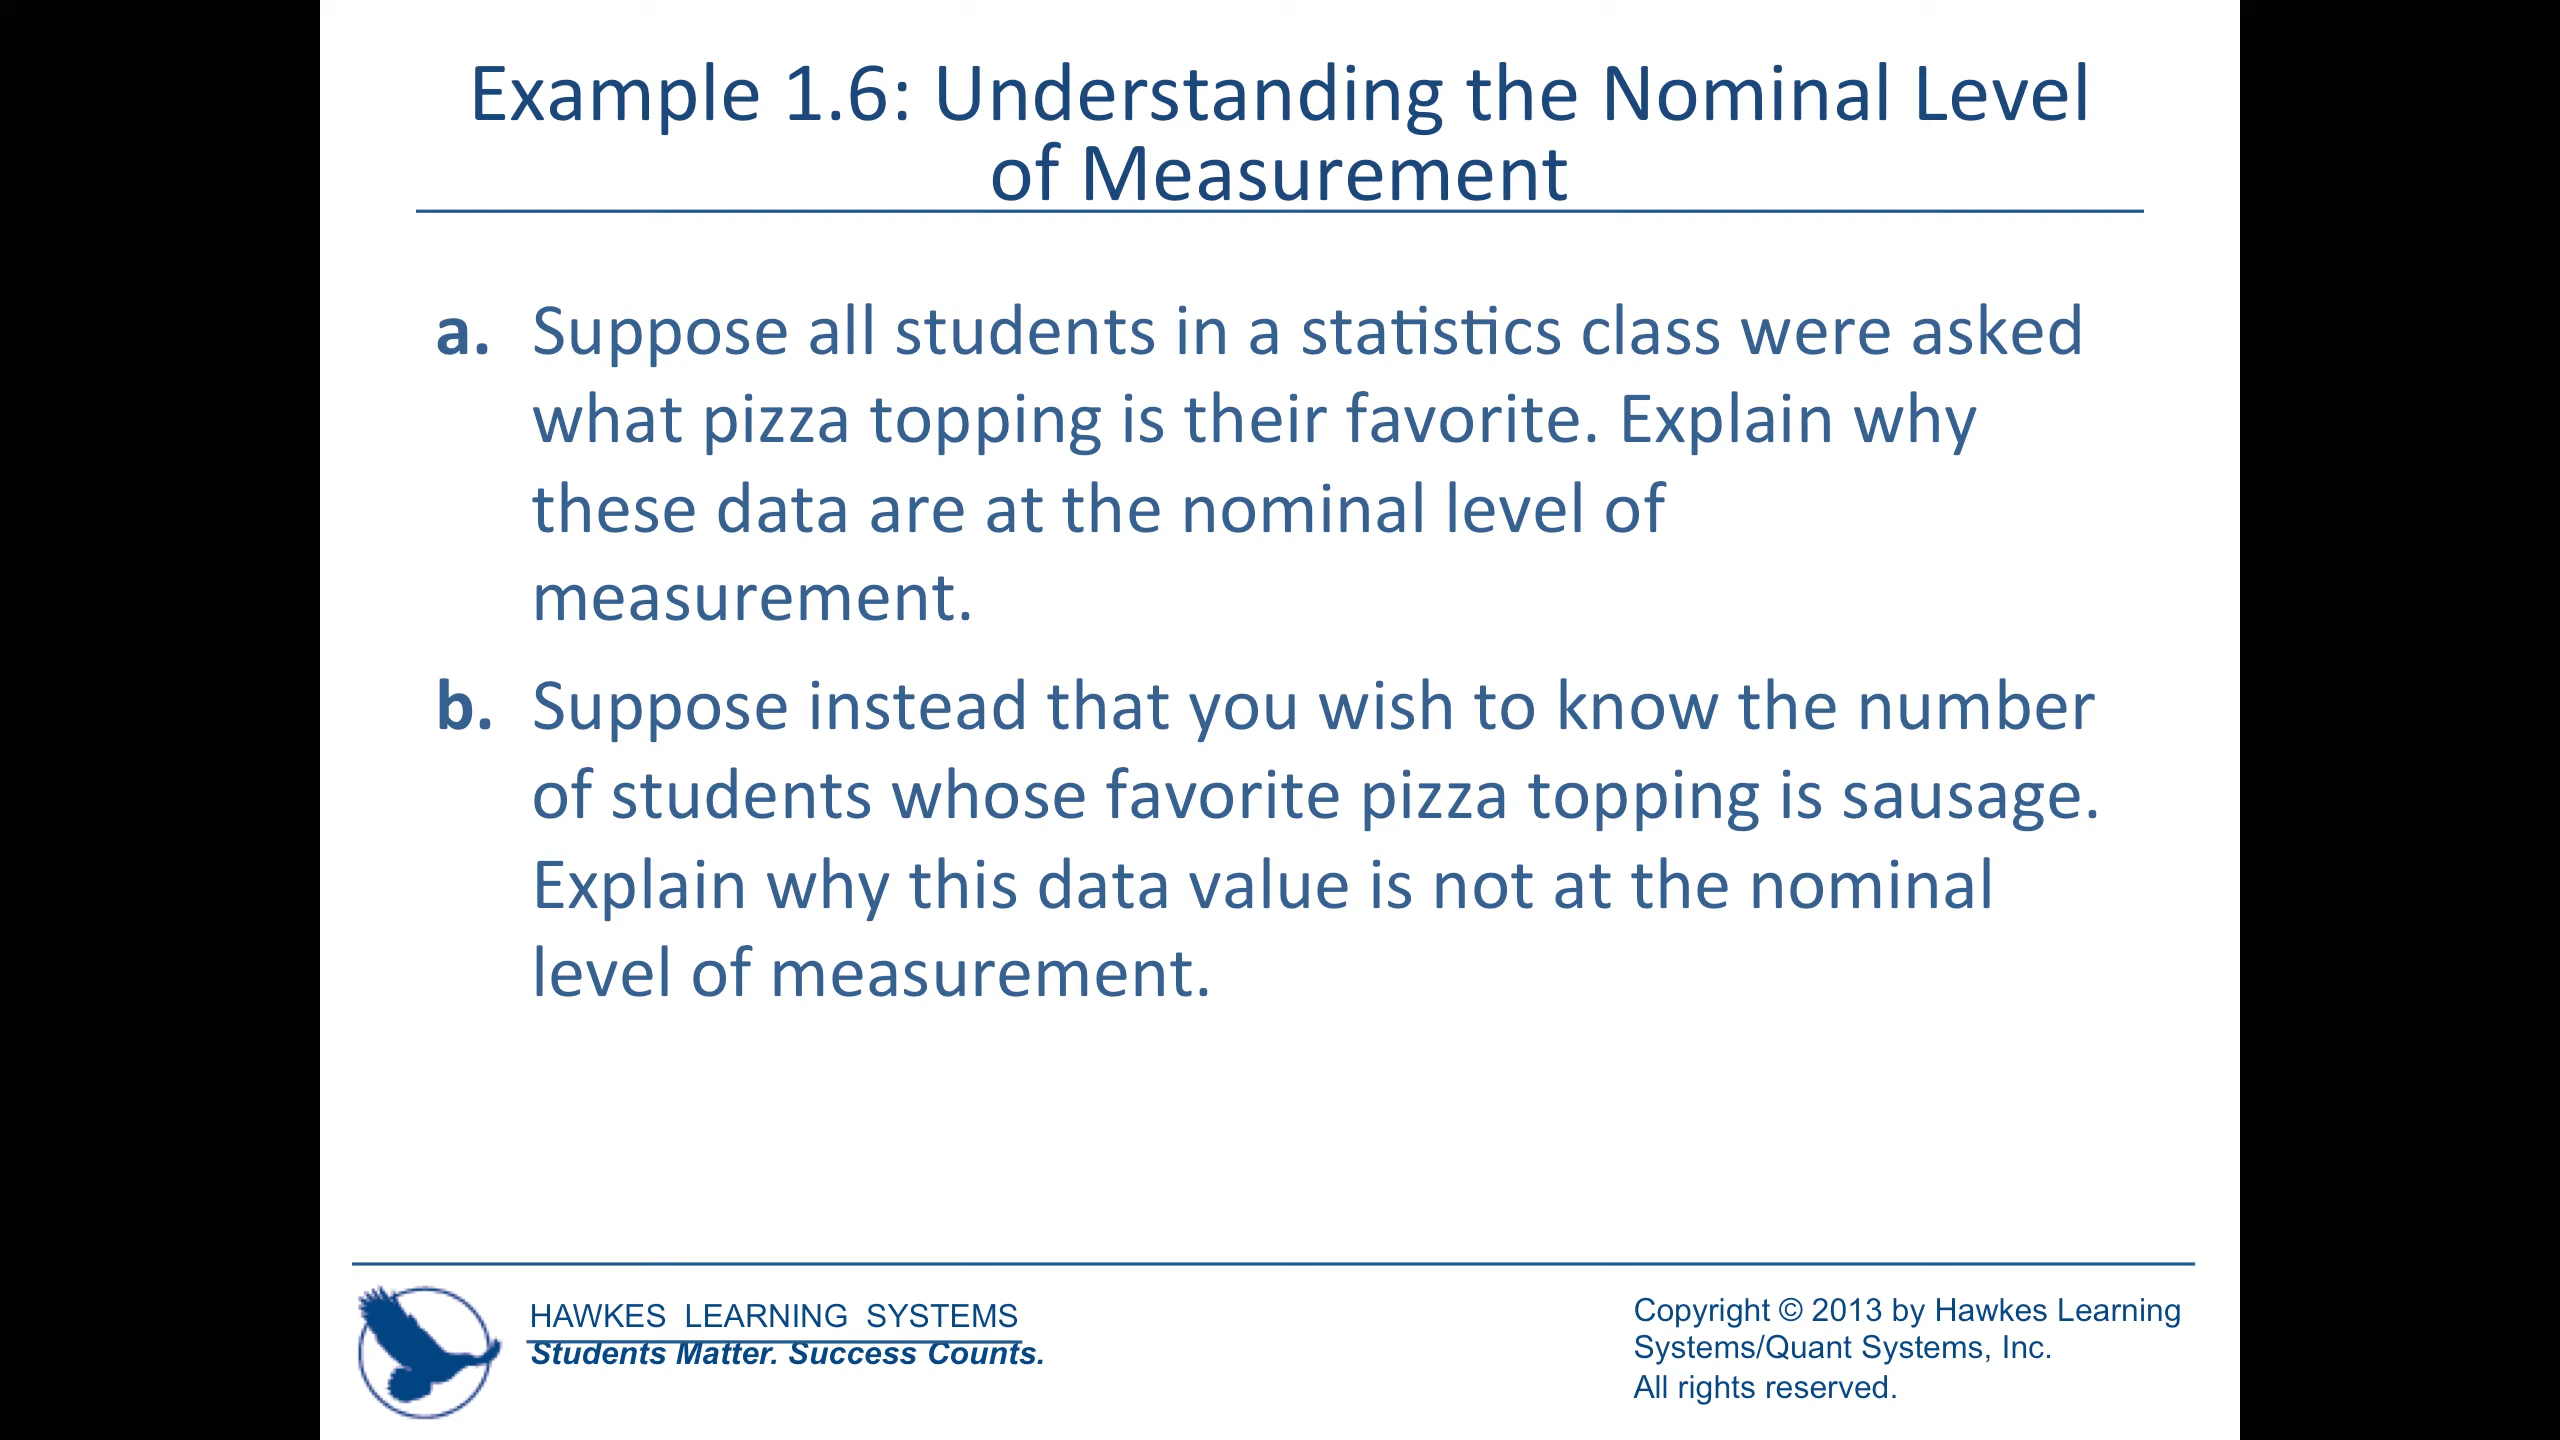 Example 1.6: Understanding the Nominal Level
of Measurement
a. Suppose all students in a statistics class were asked
what pizza topping is their favorite. Explain why
these data are at the nominal level of
measurement.
b. Suppose instead that you wish to know the number
of students whose favorite pizza topping is sausage.
Explain why this data value is not at the nominal
level of measurement.
HAWKES LEARNING SYSTEMS
Students Matter. Success Counts.
Copyright © 2013 by Hawkes Learning
Systems/Quant Systems, Inc.
All rights reserved.